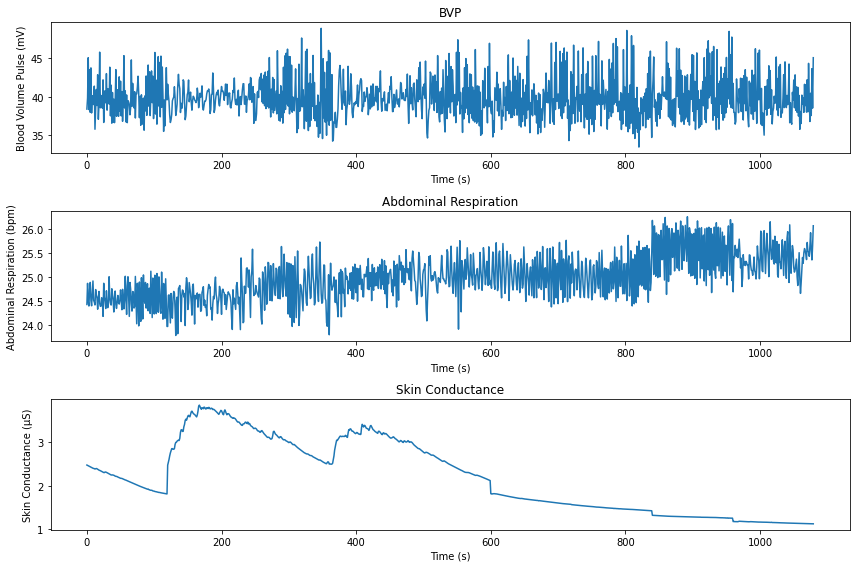 BVP
Blood Volume Pulse (mV)
45
40
35
0 200 400 600 800 1000
Time (s)
Abdominal Respiration
Abdominal Respiration (bpm)
26.0
25.5
25.0
24.5
24.0
0 200 400 600 800 1000
Time (s)
Skin Conductance
Skin Conductance (μS)
3
2
1
0 200 400 600 800 1000
Time (s)